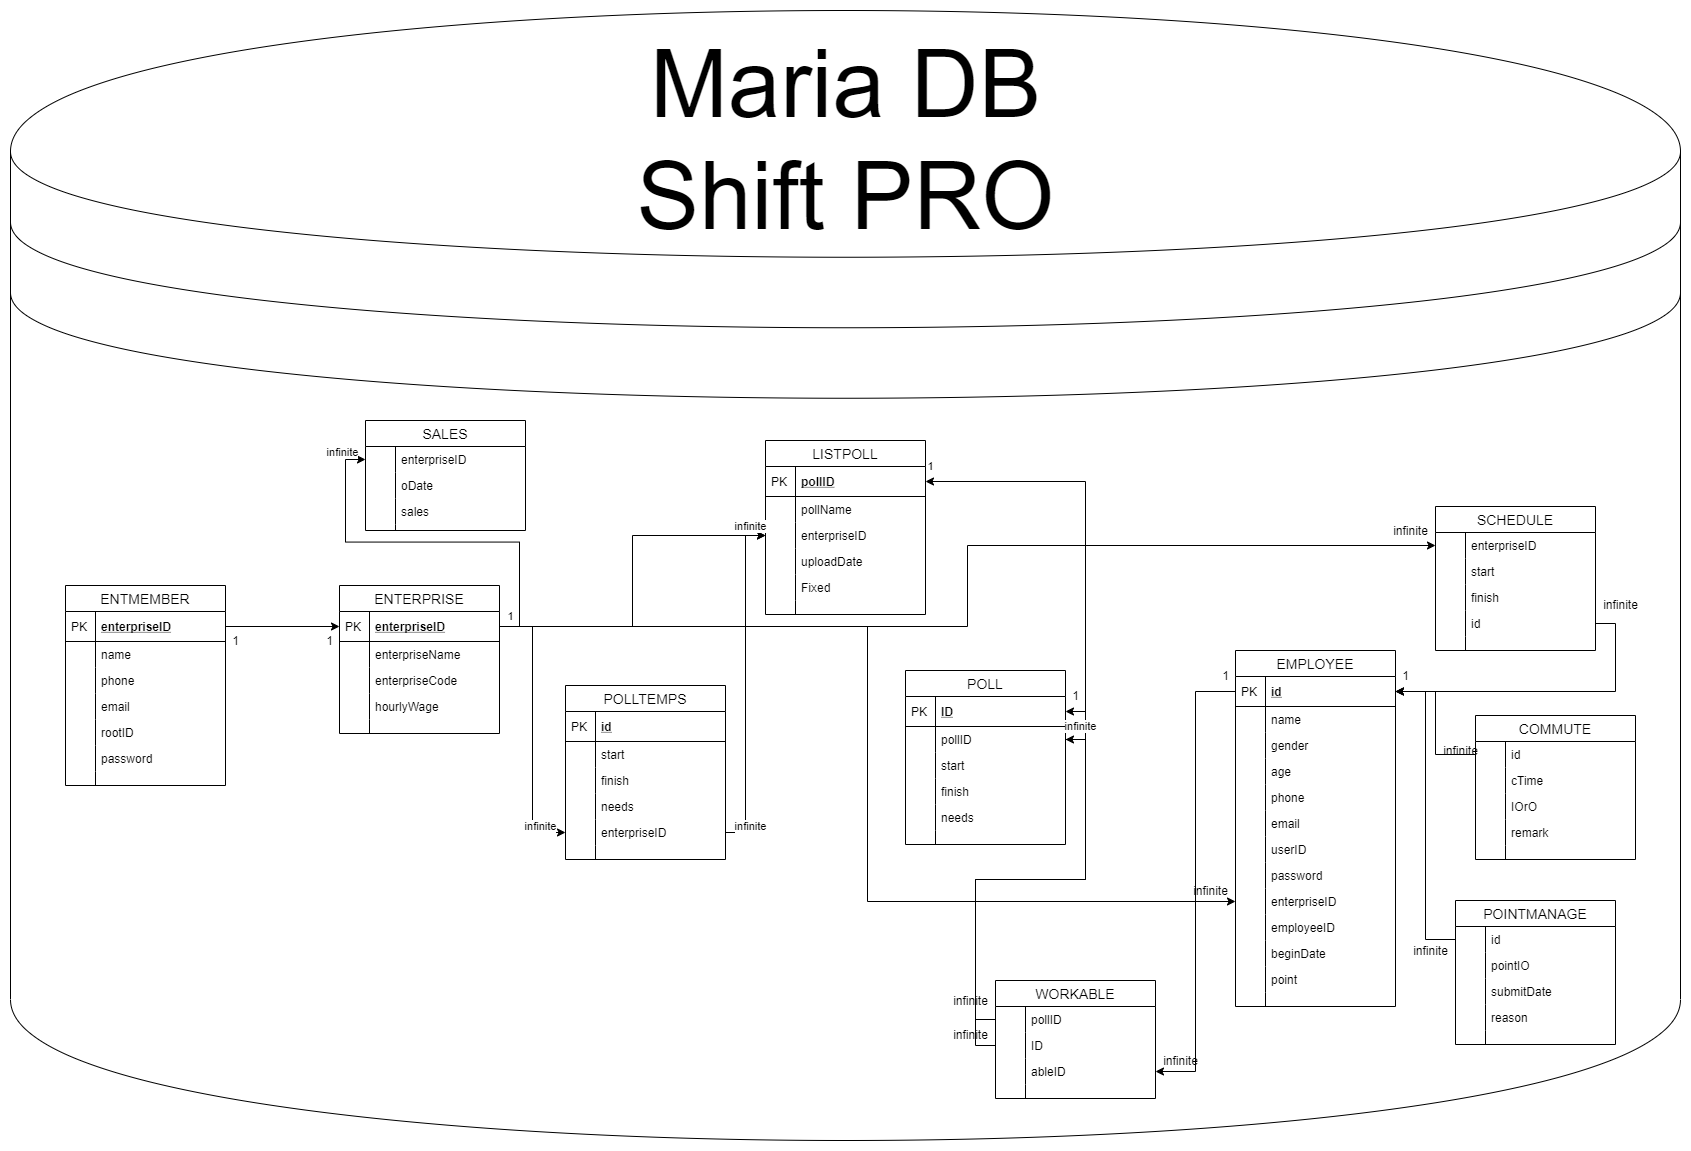 Maria DB
Shift PRO
SALES
infinite
enterpriseID
oDate
sales
LISTPOLL
1
PK pollID
pollName
infinite
enterpriseID
uploadDate
Fixed
SCHEDULE
infinite
enterpriseID
start
finish
infinite
id
ENTMEMBER
PK enterpriseID
1
name
phone
email
rootID
password
ENTERPRISE
1
PK enterpriseID
1
enterpriseName
enterpriseCode
hourlyWage
POLLTEMPS
PK id
start
finish
needs
infinite
enterpriseID
infinite
POLL
1
PK ID
infinite
pollID
start
finish
needs
EMPLOYEE
1
1
PK id
name
gender
age
phone
email
userID
password
infinite
enterpriseID
employeeID
beginDate
point
COMMUTE
infinite
id
cTime
IOrO
remark
POINTMANAGE
id
infinite
pointIO
submitDate
reason
WORKABLE
infinite
pollID
infinite
ID
infinite
ableID